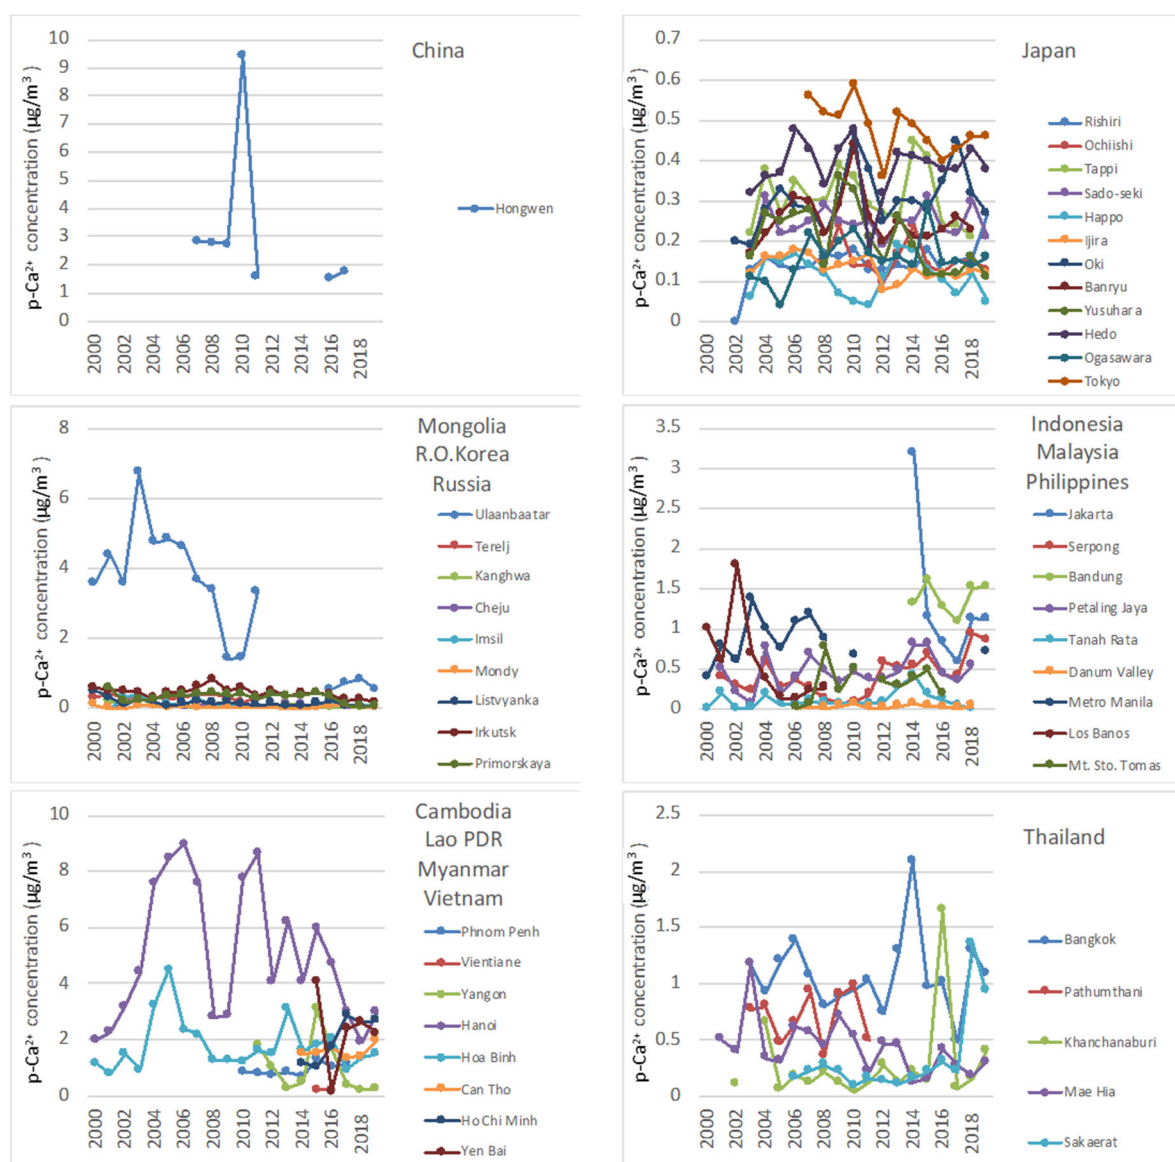 China
p-Ca²⁺ concentration (µg/m³)
10
9
8
7
6
5
4
3
2
1
0
2000
2002
2004
2006
2008
2010
2012
2014
2016
2018
Hongwen
Japan
p-Ca²⁺ concentration (µg/m³)
0.7
0.6
0.5
0.4
0.3
0.2
0.1
0
2000
2002
2004
2006
2008
2010
2012
2014
2016
2018
Rishiri
Ochiishi
Tappi
Sado-seki
Happo
Ijira
Oki
Banryu
Yusuhara
Hedo
Ogasawara
Tokyo
Mongolia
R.O.Korea
Russia
p-Ca²⁺ concentration (µg/m³)
8
6
4
2
0
2000
2002
2004
2006
2008
2010
2012
2014
2016
2018
Ulaanbaatar
Terelj
Kanghwa
Cheju
Imsil
Mondy
Listvyanka
Irkutsk
Primorskaya
Indonesia
Malaysia
Philippines
p-Ca²⁺ concentration (µg/m³)
3.5
3
2.5
2
1.5
1
0.5
0
2000
2002
2004
2006
2008
2010
2012
2014
2016
2018
Jakarta
Serpong
Bandung
Petaling Jaya
Tanah Rata
Danum Valley
Metro Manila
Los Banos
Mt. Sto. Tomas
Cambodia
Lao PDR
Myanmar
Vietnam
p-Ca²⁺ concentration (µg/m³)
10
8
6
4
2
0
2000
2002
2004
2006
2008
2010
2012
2014
2016
2018
Phnom Penh
Vientiane
Yangon
Hanoi
Hoa Binh
Can Tho
Ho Chi Minh
Yen Bai
Thailand
p-Ca²⁺ concentration (µg/m³)
2.5
2
1.5
1
0.5
0
2000
2002
2004
2006
2008
2010
2012
2014
2016
2018
Bangkok
Pathumthani
Khanchanaburi
Mae Hia
Sakaerat